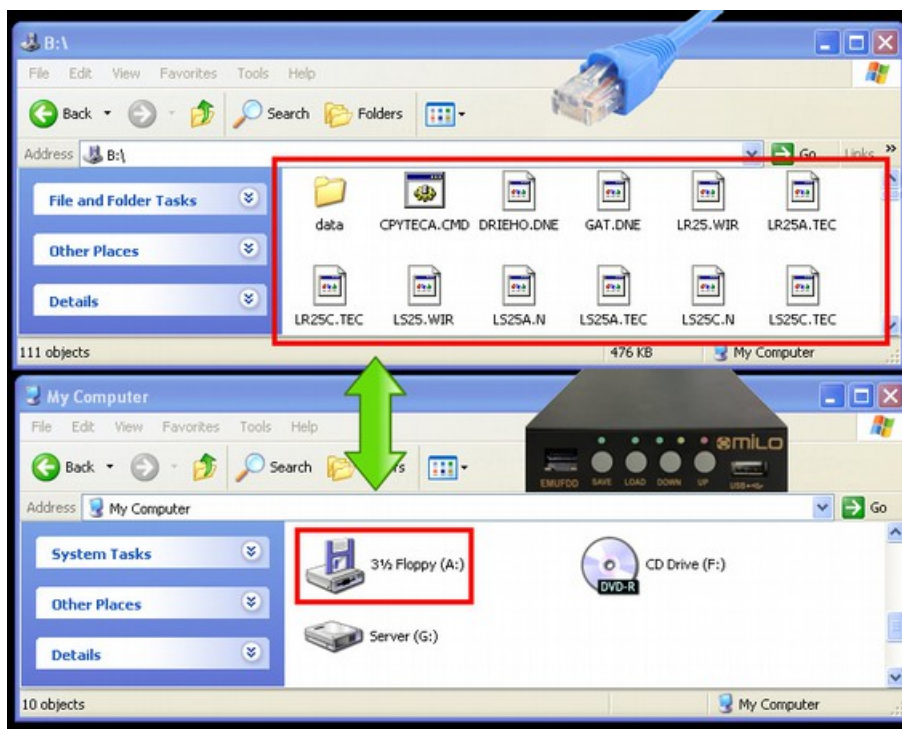 B:\
File Edit View Favorites Tools Help
Back Search Folders
Address B:\ Go Links »
File and Folder Tasks
Other Places
Details
data CPYTECA.CMD DRIEHO.DNE GAT.DNE LR25.WIR LR25A.TEC
LR25C.TEC LS25.WIR LS25A.N LS25A.TEC LS25C.N LS25C.TEC
111 objects 476 KB My Computer
My Computer
File Edit View Favorites Tools Help
Back Search
Address My Computer Go
EMUFDD SAVE LOAD DOWN UP USB
miLO
System Tasks
Other Places
Details
3½ Floppy (A:)
CD Drive (F:)
DVD-R
Server (G:)
10 objects My Computer